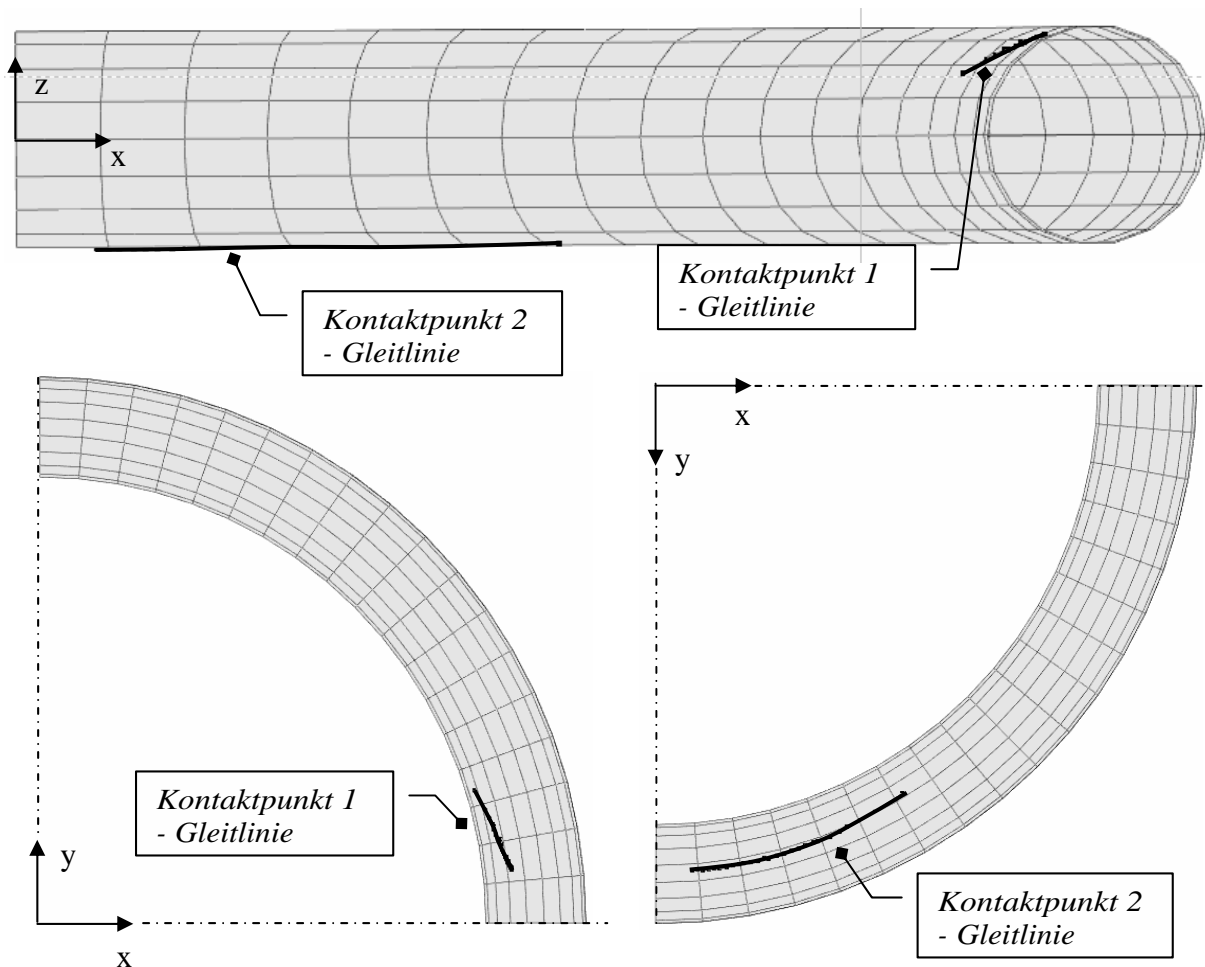 z
x
Kontaktpunkt 1
- Gleitlinie
Kontaktpunkt 2
- Gleitlinie
x
y
Kontaktpunkt 1
- Gleitlinie
y
x
Kontaktpunkt 2
- Gleitlinie